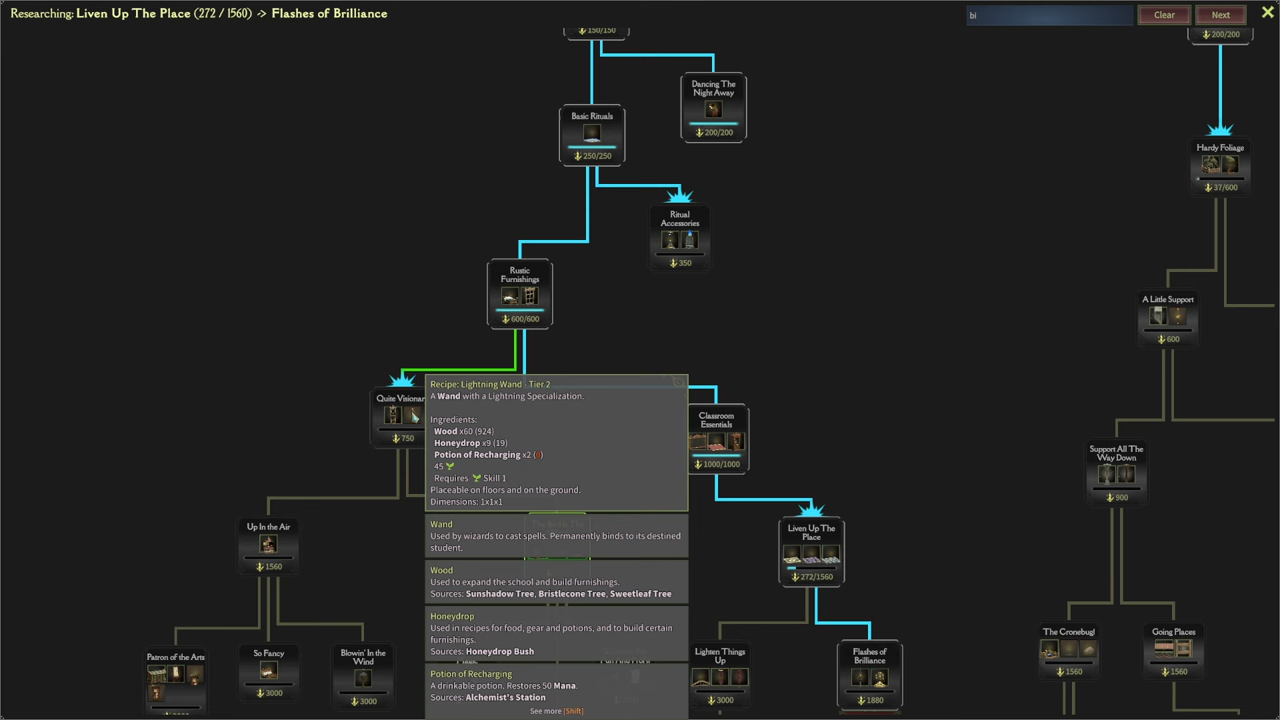 Researching: Liven Up The Place (272 / 1560) -> Flashes of Brilliance
bi
Clear
Next
150/150
200/200
Dancing The
Night Away
200/200
Basic Rituals
250/250
Hardy Foliage
37/600
Ritual
Accessories
350
Rustic
Furnishings
600/600
A Little Support
600
Quite Visionar
750
Recipe: Lightning Wand - Tier 2
A Wand with a Lightning Specialization.
Ingredients:
Wood x60 (924)
Honeydrop x9 (19)
Potion of Recharging x2 (
45
Requires Skill 1
Placeable on floors and on the ground.
Dimensions: 1x1x1
Wand
Used by wizards to cast spells. Permanently binds to its destined
student.
Wood
Used to expand the school and build furnishings.
Sources: Sunshadow Tree, Bristlecone Tree, Sweetleaf Tree
Honeydrop
Used in recipes for food, gear and potions, and to build certain
furnishings.
Sources: Honeydrop Bush
Potion of Recharging
A drinkable potion. Restores 50 Mana.
Sources: Alchemist's Station
See more [Shift]
Classroom
Essentials
1000/1000
Support All The
Way Down
900
Up In the Air
1560
Liven Up The
Place
272/1560
Patron of the Arts
So Fancy
3000
Blowin' In the
Wind
3000
Lighten Things
Up
3000
Flashes of
Brilliance
1880
The Cronebug!
1560
Going Places
1560